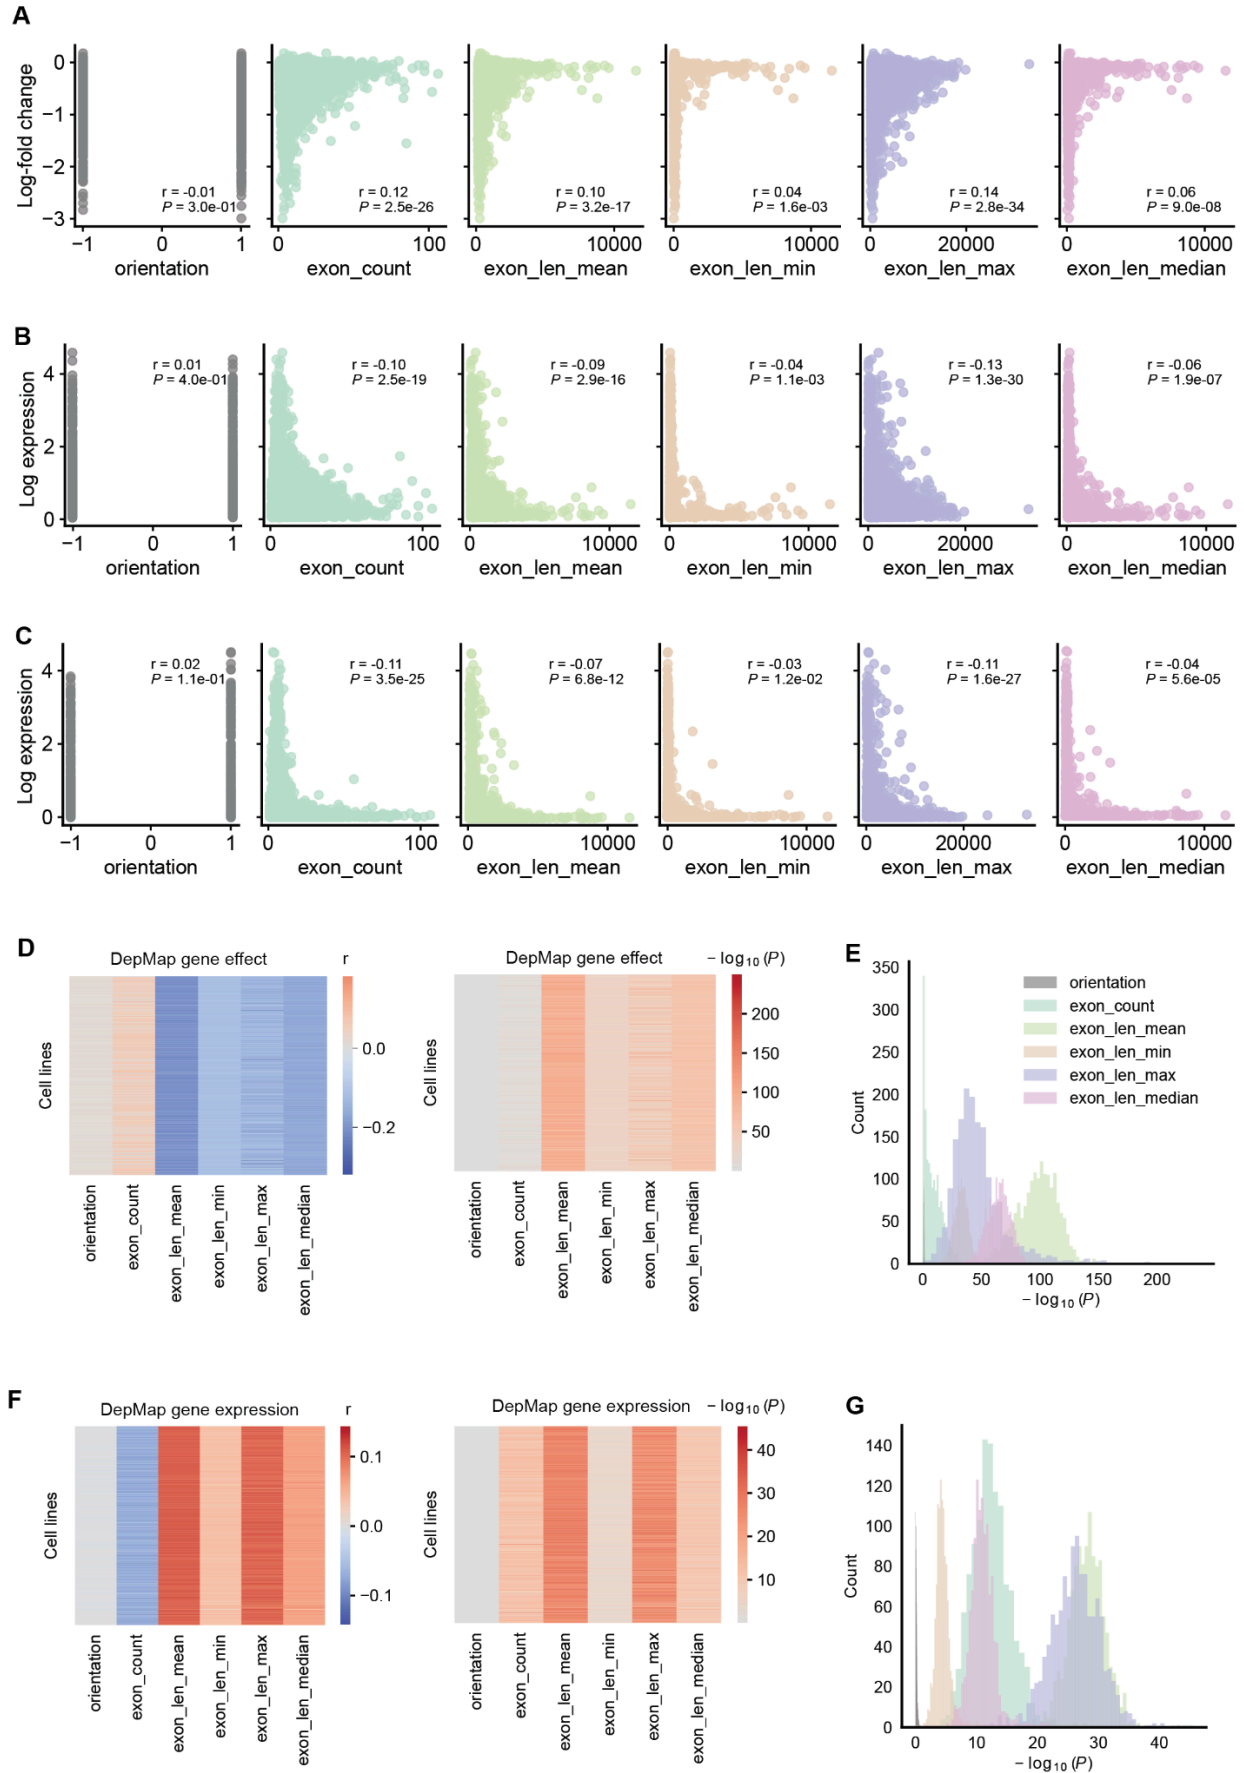 A
Log-fold change
0
−1
−2
−3
r = -0.01
P = 3.0e-01
r = 0.12
P = 2.5e-26
r = 0.10
P = 3.2e-17
r = 0.04
P = 1.6e-03
r = 0.14
P = 2.8e-34
r = 0.06
P = 9.0e-08
−1 0 1
0 100
0 10000
0 10000
0 20000
0 10000
orientation
exon_count
exon_len_mean
exon_len_min
exon_len_max
exon_len_median
B
Log expression
4
2
0
r = 0.01
P = 4.0e-01
r = -0.10
P = 2.5e-19
r = -0.09
P = 2.9e-16
r = -0.04
P = 1.1e-03
r = -0.13
P = 1.3e-30
r = -0.06
P = 1.9e-07
−1 0 1
0 100
0 10000
0 10000
0 20000
0 10000
orientation
exon_count
exon_len_mean
exon_len_min
exon_len_max
exon_len_median
C
Log expression
4
2
0
r = 0.02
P = 1.1e-01
r = -0.11
P = 3.5e-25
r = -0.07
P = 6.8e-12
r = -0.03
P = 1.2e-02
r = -0.11
P = 1.6e-27
r = -0.04
P = 5.6e-05
−1 0 1
0 100
0 10000
0 10000
0 20000
0 10000
orientation
exon_count
exon_len_mean
exon_len_min
exon_len_max
exon_len_median
D
DepMap gene effect
r
0.0
−0.2
Cell lines
orientation
exon_count
exon_len_mean
exon_len_min
exon_len_max
exon_len_median
DepMap gene effect
− log₁₀ (P)
200
150
100
50
Cell lines
orientation
exon_count
exon_len_mean
exon_len_min
exon_len_max
exon_len_median
E
350
300
250
200
150
100
50
0
Count
orientation
exon_count
exon_len_mean
exon_len_min
exon_len_max
exon_len_median
0 50 100 150 200
− log₁₀ (P)
F
DepMap gene expression
r
0.1
0.0
−0.1
Cell lines
orientation
exon_count
exon_len_mean
exon_len_min
exon_len_max
exon_len_median
DepMap gene expression
− log₁₀ (P)
40
30
20
10
Cell lines
orientation
exon_count
exon_len_mean
exon_len_min
exon_len_max
exon_len_median
G
140
120
100
80
60
40
20
0
Count
0 10 20 30 40
− log₁₀ (P)